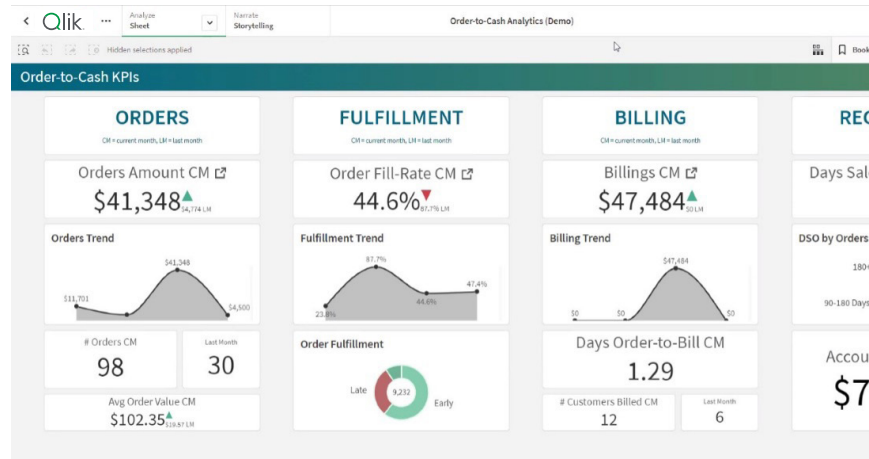 Qlik
Analyze
Sheet
Narrate
Storytelling
Order-to-Cash Analytics (Demo)
Hidden selections applied
Book
Order-to-Cash KPIs
ORDERS
CM = current month, LM = last month
Orders Amount CM
$41,348
$4,774 LM
Orders Trend
$11,701
$41,348
$4,500
# Orders CM
98
Last Month
30
Avg Order Value CM
$102.35
FULFILLMENT
CM = current month, LM = last month
Order Fill-Rate CM
44.6%
87.7% LM
Fulfillment Trend
23.8%
87.7%
44.6%
47.4%
Order Fulfillment
Late
9,232
Early
BILLING
CM = current month, LM = last month
Billings CM
$47,484
$0 LM
Billing Trend
$0
$0
$47,484
$0
Days Order-to-Bill CM
1.29
# Customers Billed CM
12
Last Month
6
REC
Days Sal
DSO by Orders
180+
90-180 Days
Accou
$7